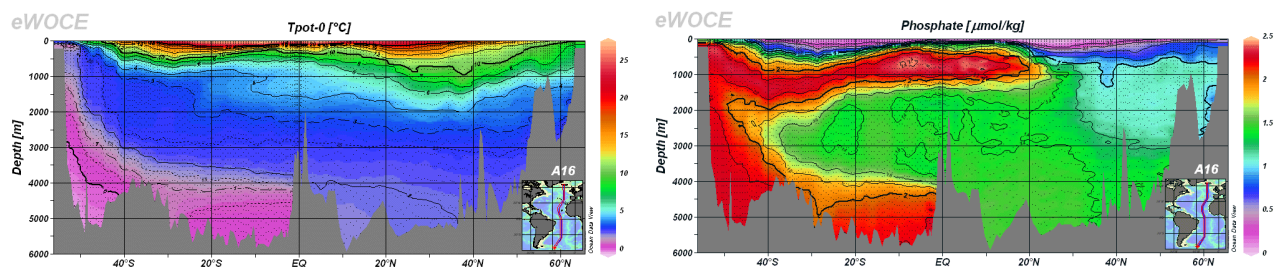 eWOCE
Tpot-0 [°C]
0
1000
2000
3000
4000
5000
6000
Depth [m]
40°S
20°S
EQ
20°N
40°N
60°N
A16
Ocean Data View
25
20
15
10
5
0
eWOCE
Phosphate [μmol/kg]
0
1000
2000
3000
4000
5000
6000
Depth [m]
40°S
20°S
EQ
20°N
40°N
60°N
A16
Ocean Data View
2.5
2
1.5
1
0.5
0